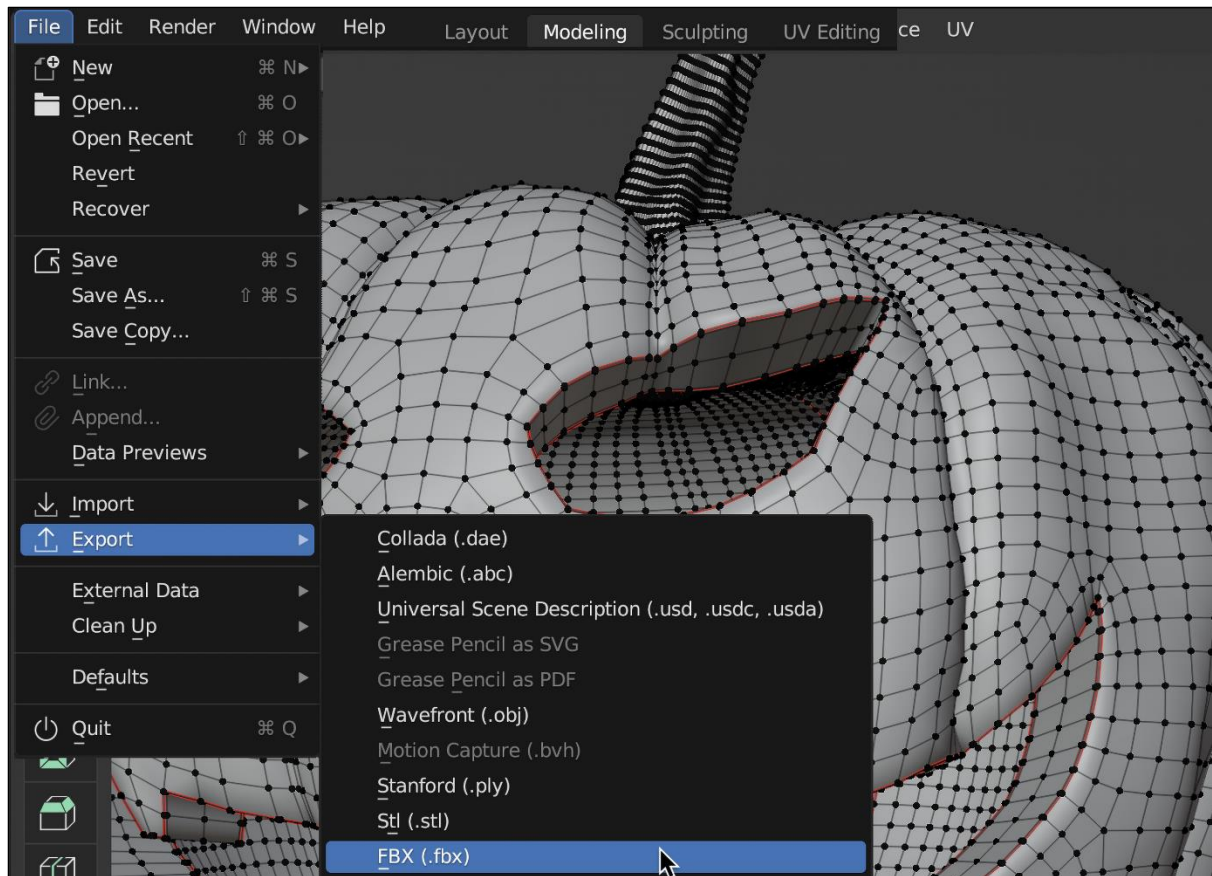 File Edit Render Window Help Layout Modeling Sculpting UV Editing ce UV
New ⌘ N▶
Open... ⌘ O
Open Recent ⇧ ⌘ O▶
Revert
Recover ▶
Save ⌘ S
Save As... ⇧ ⌘ S
Save Copy...
Link...
Append...
Data Previews ▶
Import ▶
Export ▶
External Data ▶
Clean Up ▶
Defaults ▶
Quit ⌘ Q
Collada (.dae)
Alembic (.abc)
Universal Scene Description (.usd, .usdc, .usda)
Grease Pencil as SVG
Grease Pencil as PDF
Wavefront (.obj)
Motion Capture (.bvh)
Stanford (.ply)
Stl (.stl)
FBX (.fbx)